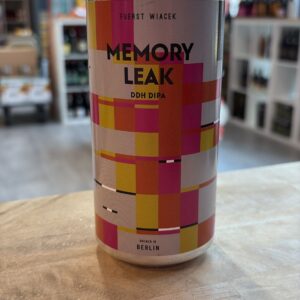 FUERST WIACEK
MEMORY
LEAK
DDH DIPA
BREWED IN
BERLIN